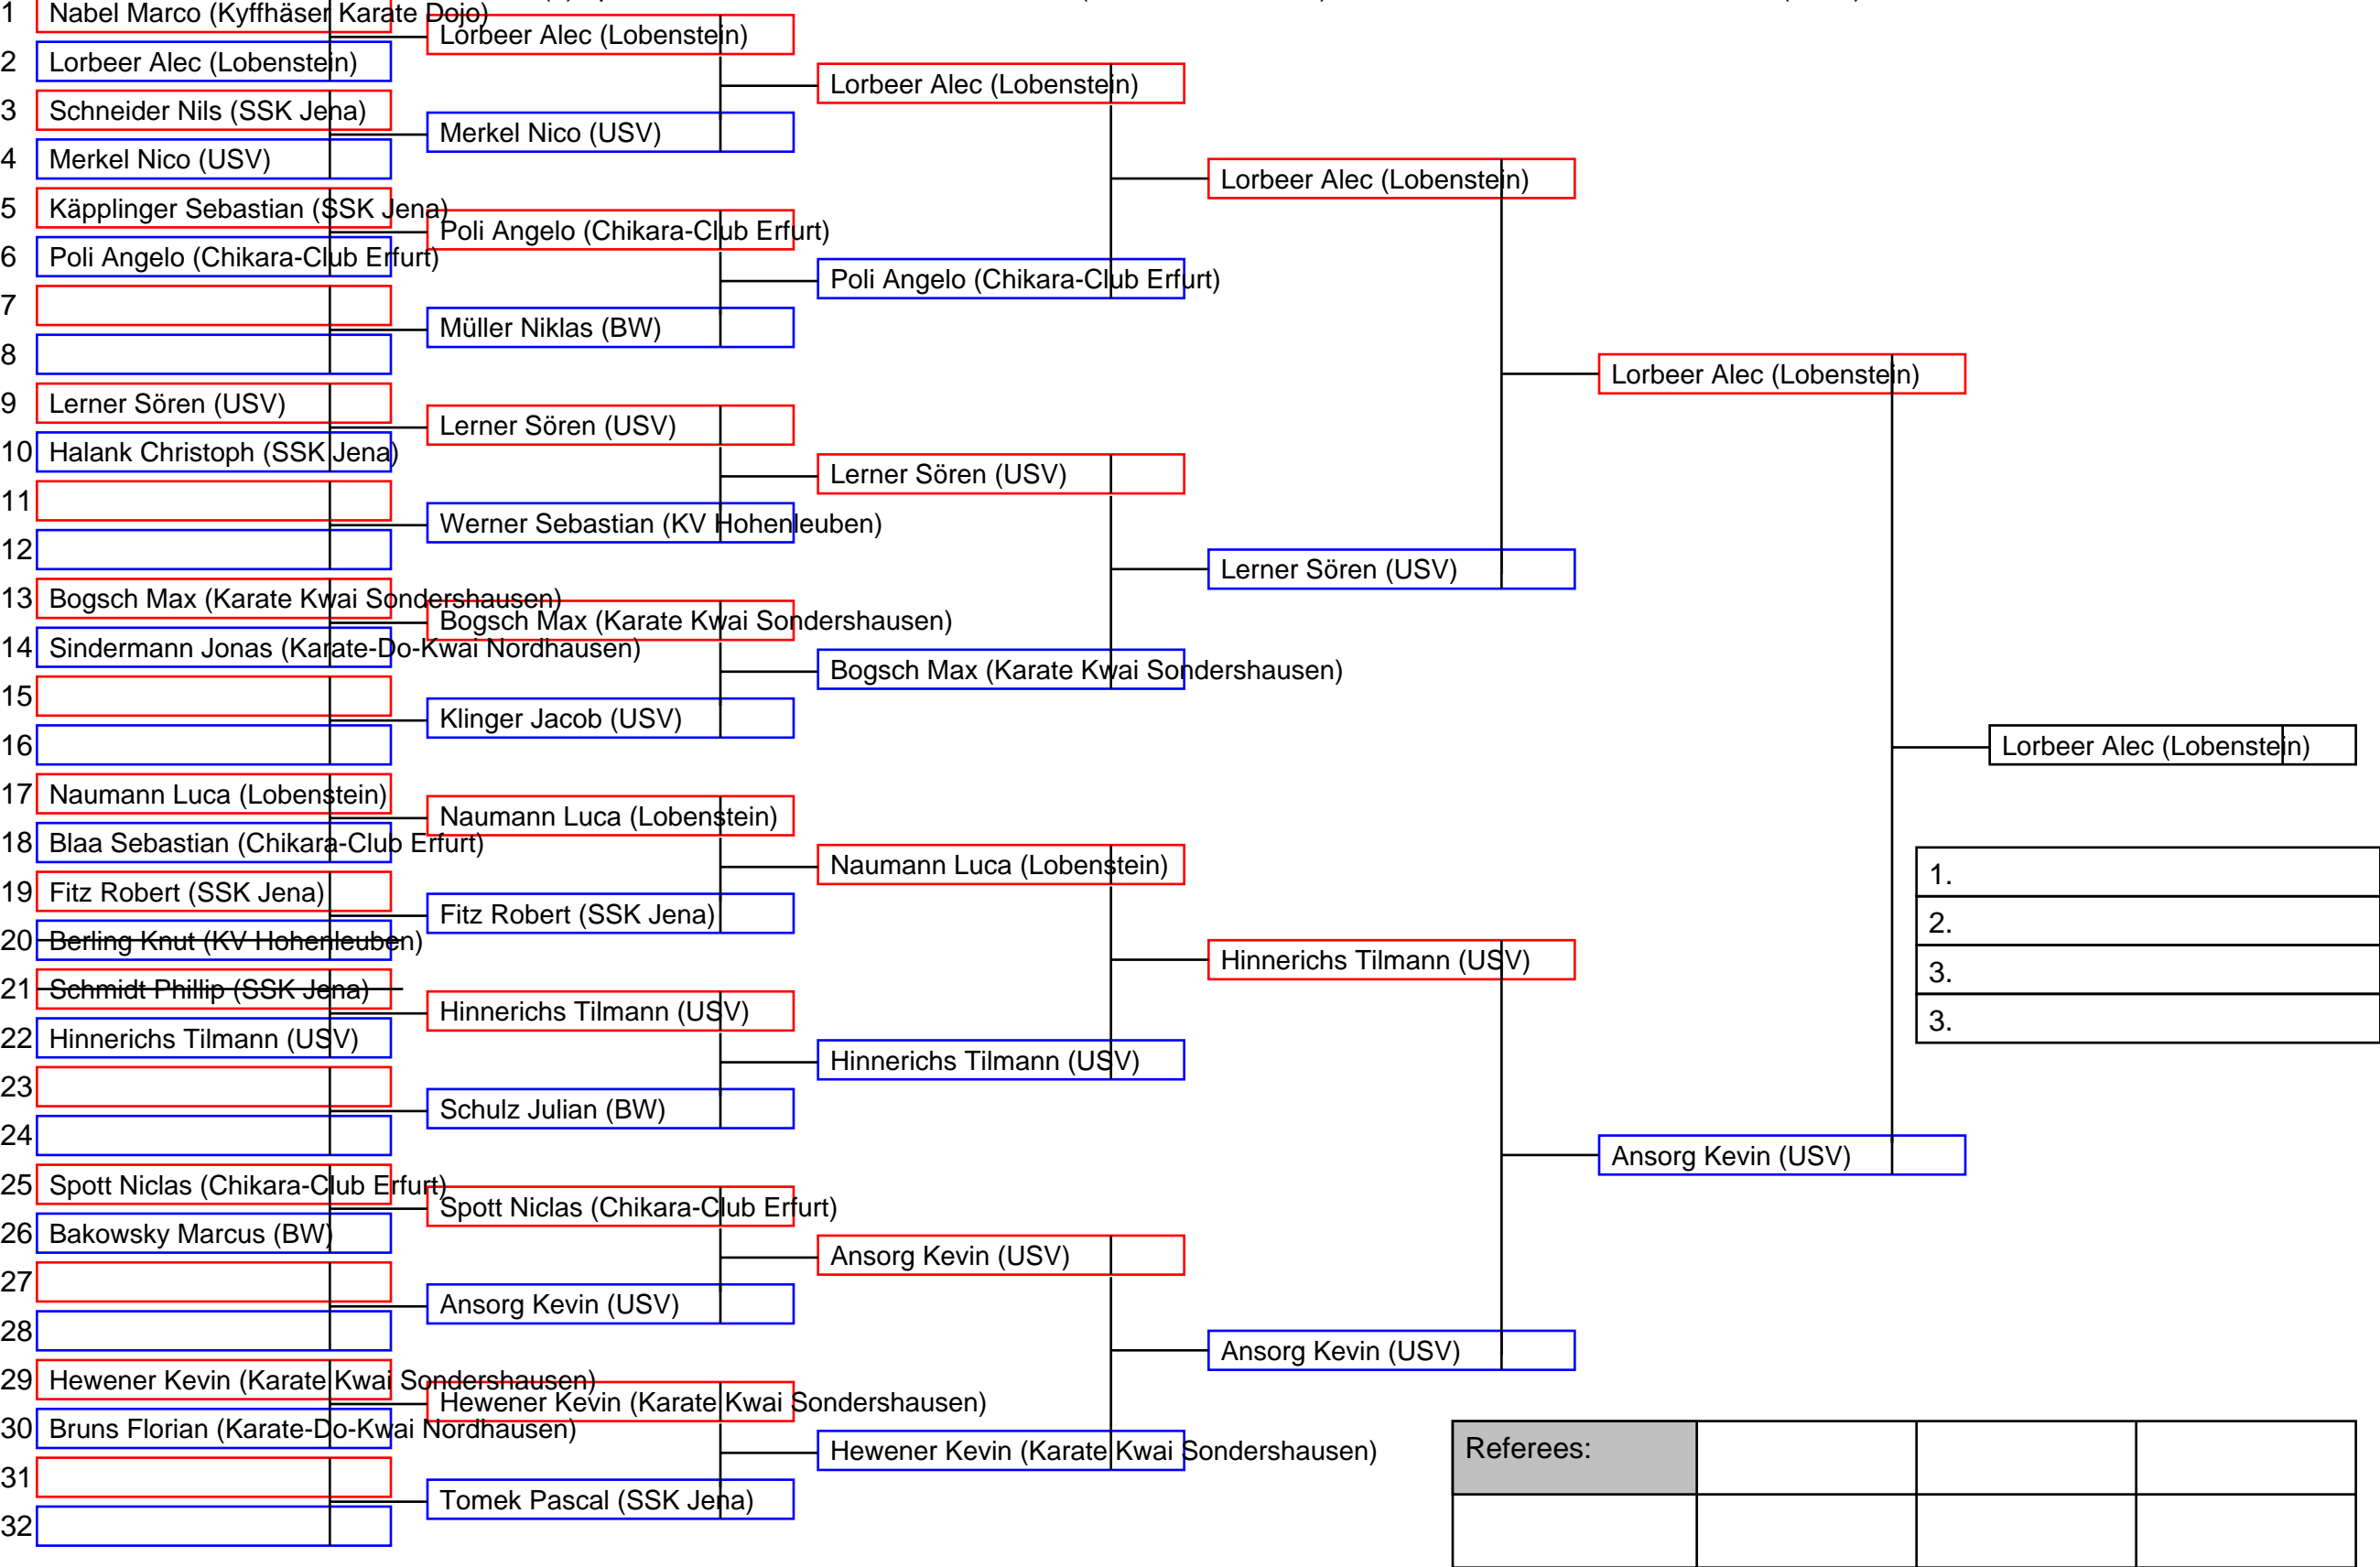 1 Nabel Marco (Kyffhäser Karate Dojo)
2 Lorbeer Alec (Lobenstein)
3 Schneider Nils (SSK Jena)
4 Merkel Nico (USV)
5 Käpplinger Sebastian (SSK Jena)
6 Poli Angelo (Chikara-Club Erfurt)
7
8
9 Lerner Sören (USV)
10 Halank Christoph (SSK Jena)
11
12
13 Bogsch Max (Karate Kwai Sondershausen)
14 Sindermann Jonas (Karate-Do-Kwai Nordhausen)
15
16
17 Naumann Luca (Lobenstein)
18 Blaa Sebastian (Chikara-Club Erfurt)
19 Fitz Robert (SSK Jena)
20 Berling Knut (KV Hohenleuben)
21 Schmidt Phillip (SSK Jena)
22 Hinnerichs Tilmann (USV)
23
24
25 Spott Niclas (Chikara-Club Erfurt)
26 Bakowsky Marcus (BW)
27
28
29 Hewener Kevin (Karate Kwai Sondershausen)
30 Bruns Florian (Karate-Do-Kwai Nordhausen)
31
32
Lorbeer Alec (Lobenstein)
Merkel Nico (USV)
Poli Angelo (Chikara-Club Erfurt)
Müller Niklas (BW)
Lerner Sören (USV)
Werner Sebastian (KV Hohenleuben)
Bogsch Max (Karate Kwai Sondershausen)
Klinger Jacob (USV)
Naumann Luca (Lobenstein)
Fitz Robert (SSK Jena)
Hinnerichs Tilmann (USV)
Schulz Julian (BW)
Spott Niclas (Chikara-Club Erfurt)
Ansorg Kevin (USV)
Hewener Kevin (Karate Kwai Sondershausen)
Tomek Pascal (SSK Jena)
Lorbeer Alec (Lobenstein)
Poli Angelo (Chikara-Club Erfurt)
Lerner Sören (USV)
Bogsch Max (Karate Kwai Sondershausen)
Naumann Luca (Lobenstein)
Hinnerichs Tilmann (USV)
Ansorg Kevin (USV)
Hewener Kevin (Karate Kwai Sondershausen)
Lorbeer Alec (Lobenstein)
Lerner Sören (USV)
Hinnerichs Tilmann (USV)
Ansorg Kevin (USV)
Lorbeer Alec (Lobenstein)
Ansorg Kevin (USV)
Lorbeer Alec (Lobenstein)
1.
2.
3.
3.
Referees: